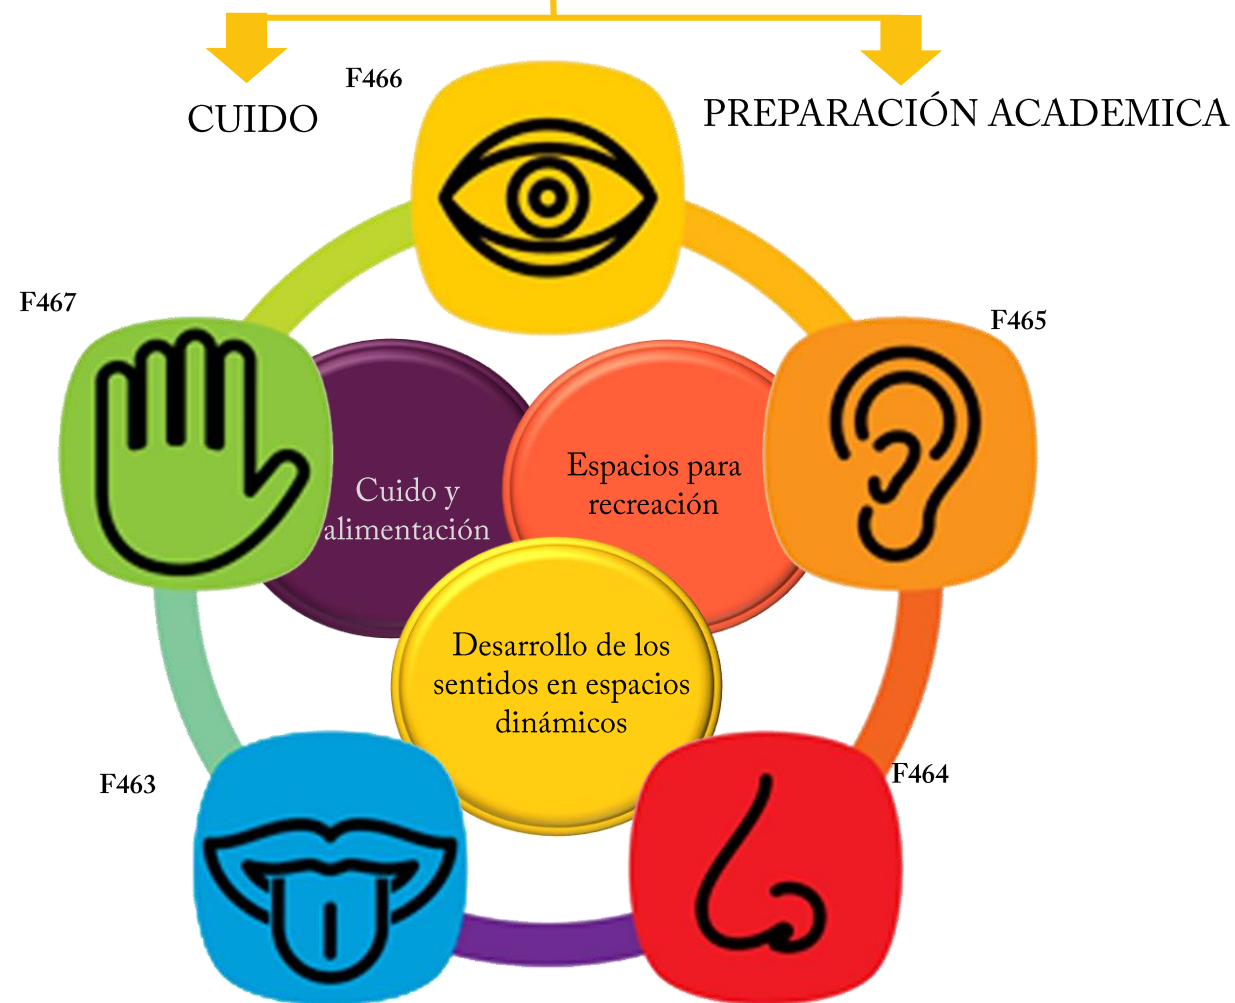 F466
CUIDO
PREPARACIÓN ACADEMICA
F467
F465
Cuido y
alimentación
Espacios para
recreación
Desarrollo de los
sentidos en espacios
dinámicos
F463
F464